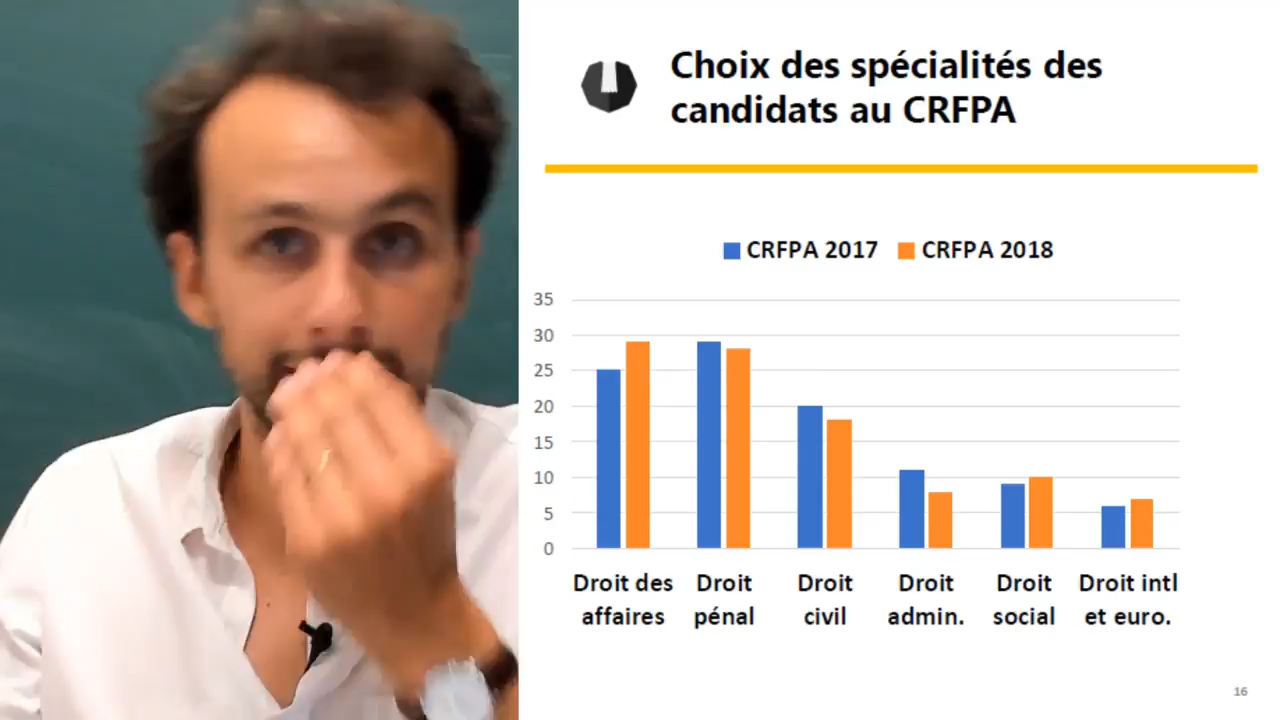 Choix des spécialités des
candidats au CRFPA
CRFPA 2017 CRFPA 2018
35
30
25
20
15
10
5
0
Droit des affaires
Droit pénal
Droit civil
Droit admin.
Droit social
Droit intl et euro.
16